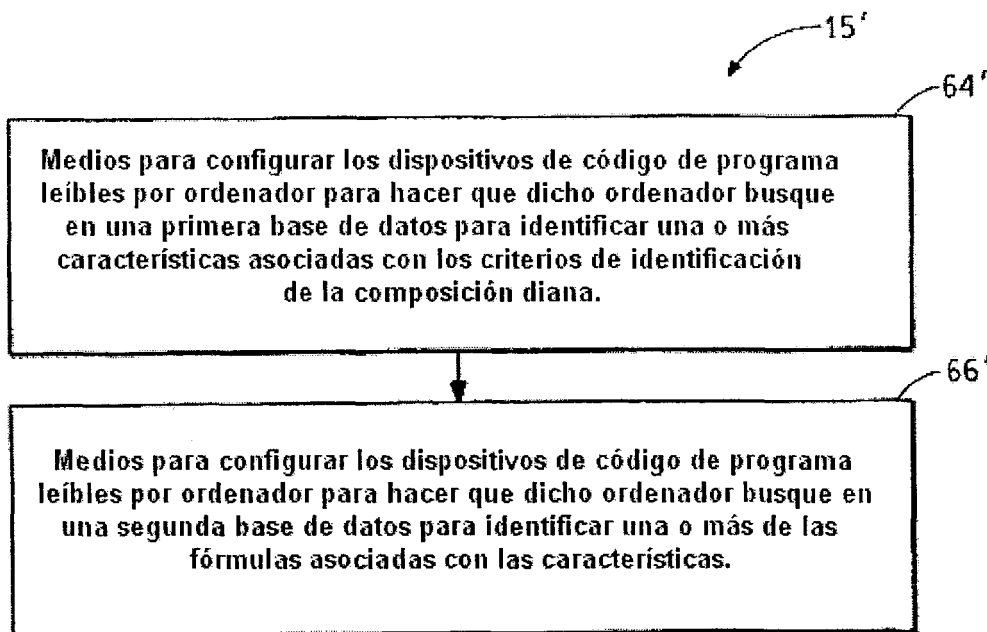 15'
64'
Medios para configurar los dispositivos de código de programa
leíbles por ordenador para hacer que dicho ordenador busque
en una primera base de datos para identificar una o más
características asociadas con los criterios de identificación
de la composición diana.
66'
Medios para configurar los dispositivos de código de programa
leíbles por ordenador para hacer que dicho ordenador busque en
una segunda base de datos para identificar una o más de las
fórmulas asociadas con las características.